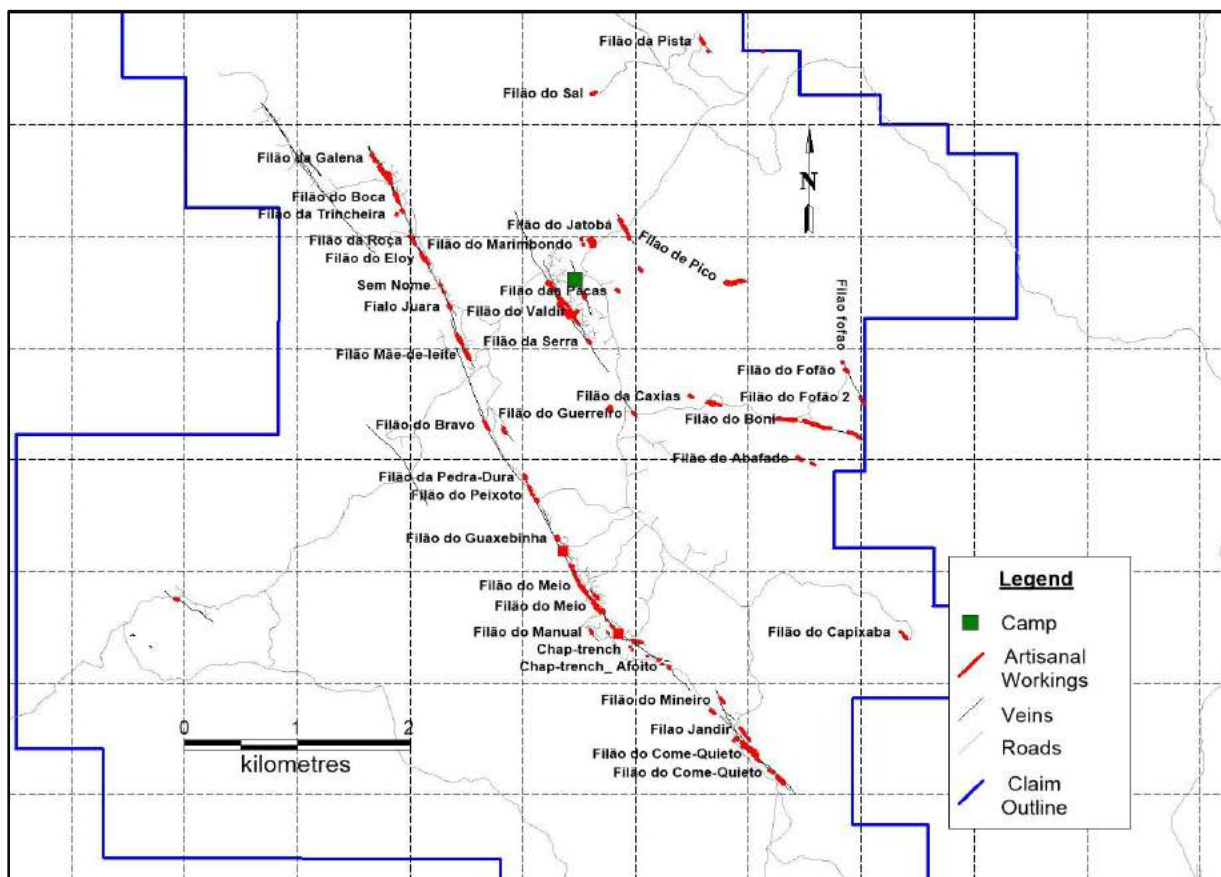 Filão da Pista
Filão do Sal
N
Filão da Galena
Filão do Boca
Filão da Trincheira
Filão da Roça
Filão do Eloy
Sem Nome
Fialo Juara
Filão Mãe-de-leite
Filão do Jatobá
Filão do Marimbondo
Filao de Pico
Filão das Pacas
Filão do Valdir
Filão da Serra
Filao fofao
Filão do Fofão
Filão da Caxias
Filão do Fofão 2
Filão do Guerreiro
Filão do Boni
Filão do Bravo
Filão do Abafado
Filão da Pedra-Dura
Filão do Peixoto
Filão do Guaxebinha
Filão do Meio
Filão do Meio
Filão do Manual
Chap-trench
Chap-trench_ Afoito
Filão do Capixaba
Filão do Mineiro
Filao Jandir
Filão do Come-Quieto
Filão do Come-Quieto
0 1 2
kilometres
Legend
Camp
Artisanal
Workings
Veins
Roads
Claim
Outline